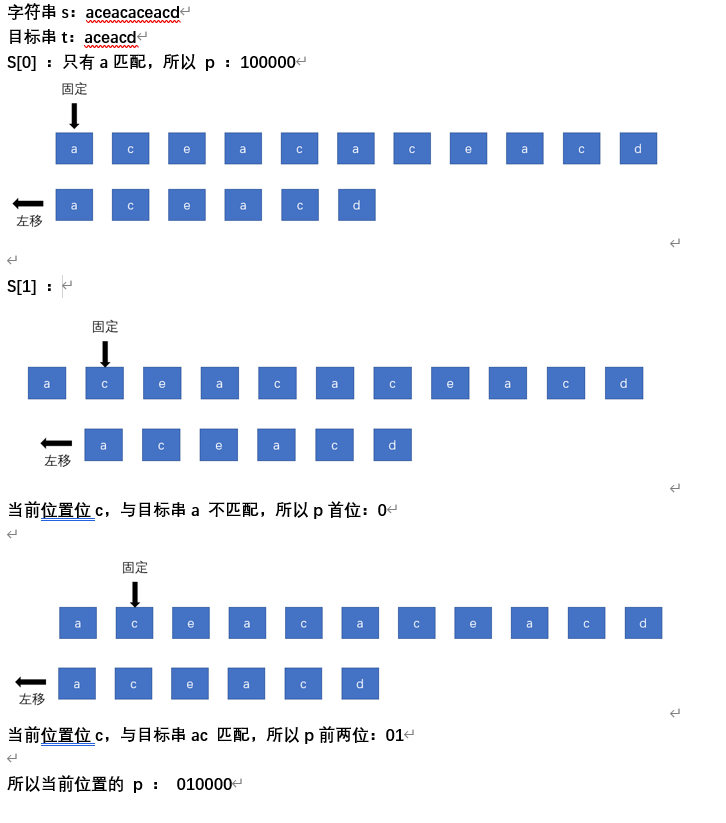 字符串 s：aceacaceacd
目标串 t：aceacd
S[0] ：只有 a 匹配，所以 p ：100000
固定
a c e a c a c e a c d
a c e a c d
左移
S[1] ：
固定
a c e a c a c e a c d
a c e a c d
左移
当前位置位 c，与目标串 a 不匹配，所以 p 首位：0
固定
a c e a c a c e a c d
a c e a c d
左移
当前位置位 c，与目标串 ac 匹配，所以 p 前两位：01
所以当前位置的 p ： 010000